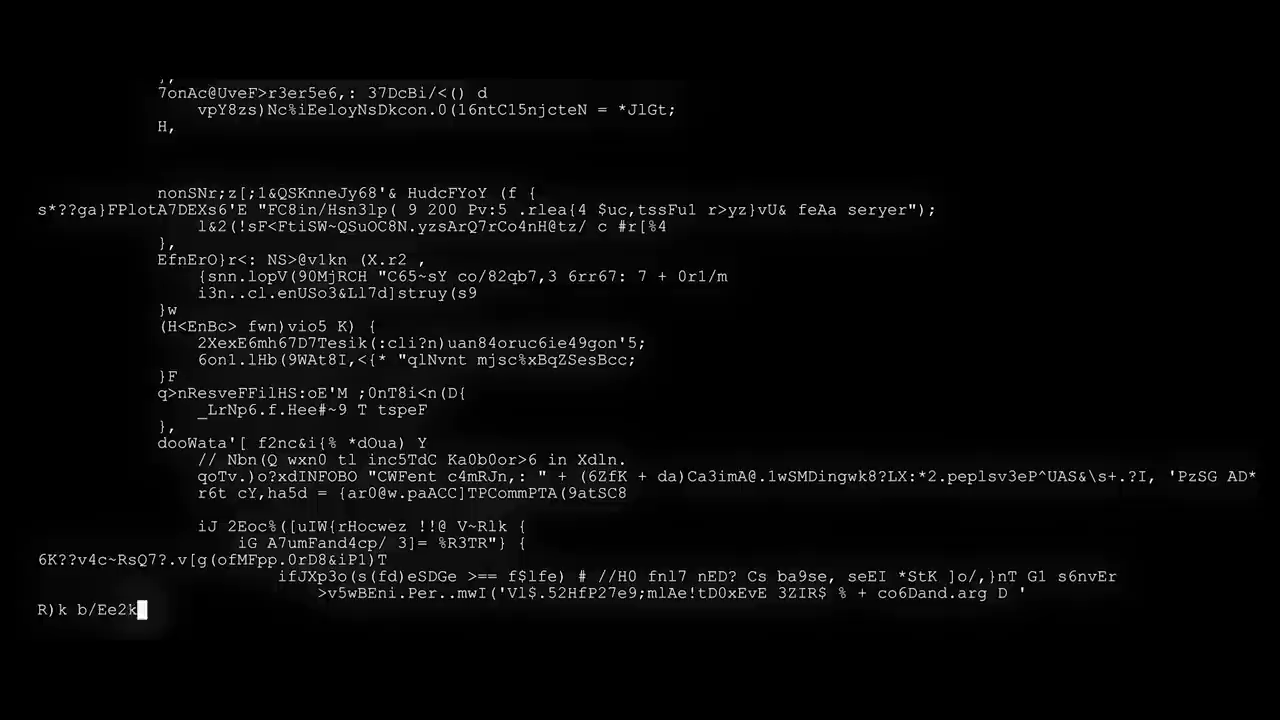 },
7onAc@UveF>r3er5e6,: 37DcBi/<() d
vpY8zs)Nc%iEeloyNsDkcon.0(16ntC15njcteN = *JlGt;
H,
nonSNr;z[;1&QSKnneJy68'& HudcFYoY (f {
s*??ga}FPlotA7DEXs6'E "FC8in/Hsn3lp( 9 200 Pv:5 .rlea{4 $uc,tssFu1 r>yz}vU& feAa seryer");
l&2(!sF<FtiSW~QSuOC8N.yzsArQ7rCo4nH@tz/ c #r[%4
},
EfnErO}r<: NS>@v1kn (X.r2 ,
{snn.lopV(90MjRCH "C65~sY co/82qb7,3 6rr67: 7 + 0r1/m
i3n..cl.enUSo3&Ll7d]struy(s9
}w
(H<EnBc> fwn)vio5 K) {
2XexE6mh67D7Tesik(:cli?n)uan84oruc6ie49gon'5;
6on1.lHb(9WAt8I,<{* "qlNvnt mjsc%xBqZSesBcc;
}F
q>nResveFFilHS:oE'M ;0nT8i<n(D{
_LrNp6.f.Hee#~9 T tspeF
},
dooWata'[ f2nc&i{% *dOua) Y
// Nbn(Q wxn0 tl inc5TdC Ka0b0or>6 in Xdln.
qoTv.)o?xdINFOBO "CWFent c4mRJn,: " + (6ZfK + da)Ca3imA@.1wSMDingwk8?LX:*2.peplsv3eP^UAS&\s+.?I, 'PzSG AD*
r6t cY,ha5d = {ar0@w.paACC]TPCommPTA(9atSC8
iJ 2Eoc%([uIW{rHocwez !!@ V~Rlk {
iG A7umFand4cp/ 3]= %R3TR") {
6K??v4c~RsQ7?.v[g(ofMFpp.0rD8&iP1)T
ifJXp3o(s(fd)eSDGe >== f$lfe) # //H0 fnl7 nED? Cs ba9se, seEI *StK ]o/,}nT G1 s6nvEr
>v5wBEni.Per..mwI('Vl$.52HfP27e9;mlAe!tD0xEvE 3ZIR$ % + co6Dand.arg D '
R)k b/Ee2k